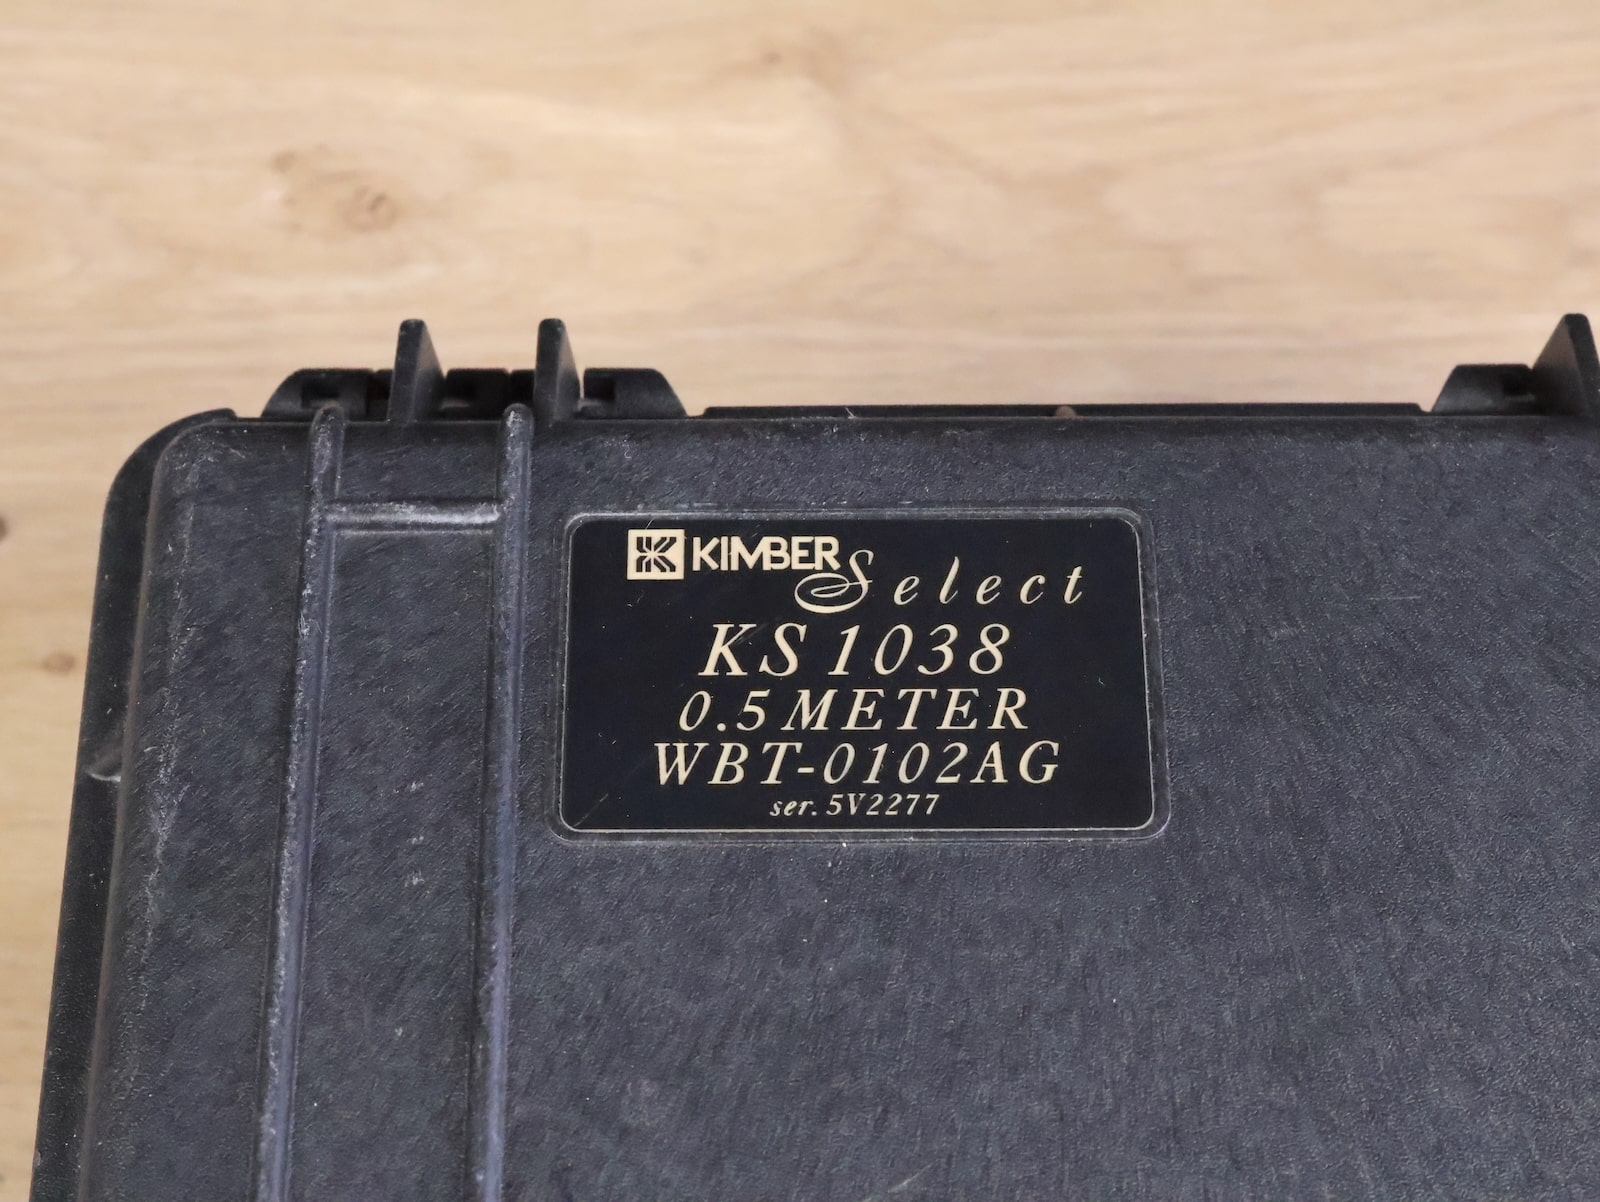 KIMBER Select
KS 1038
0.5 METER
WBT-0102AG
ser. 5V2277